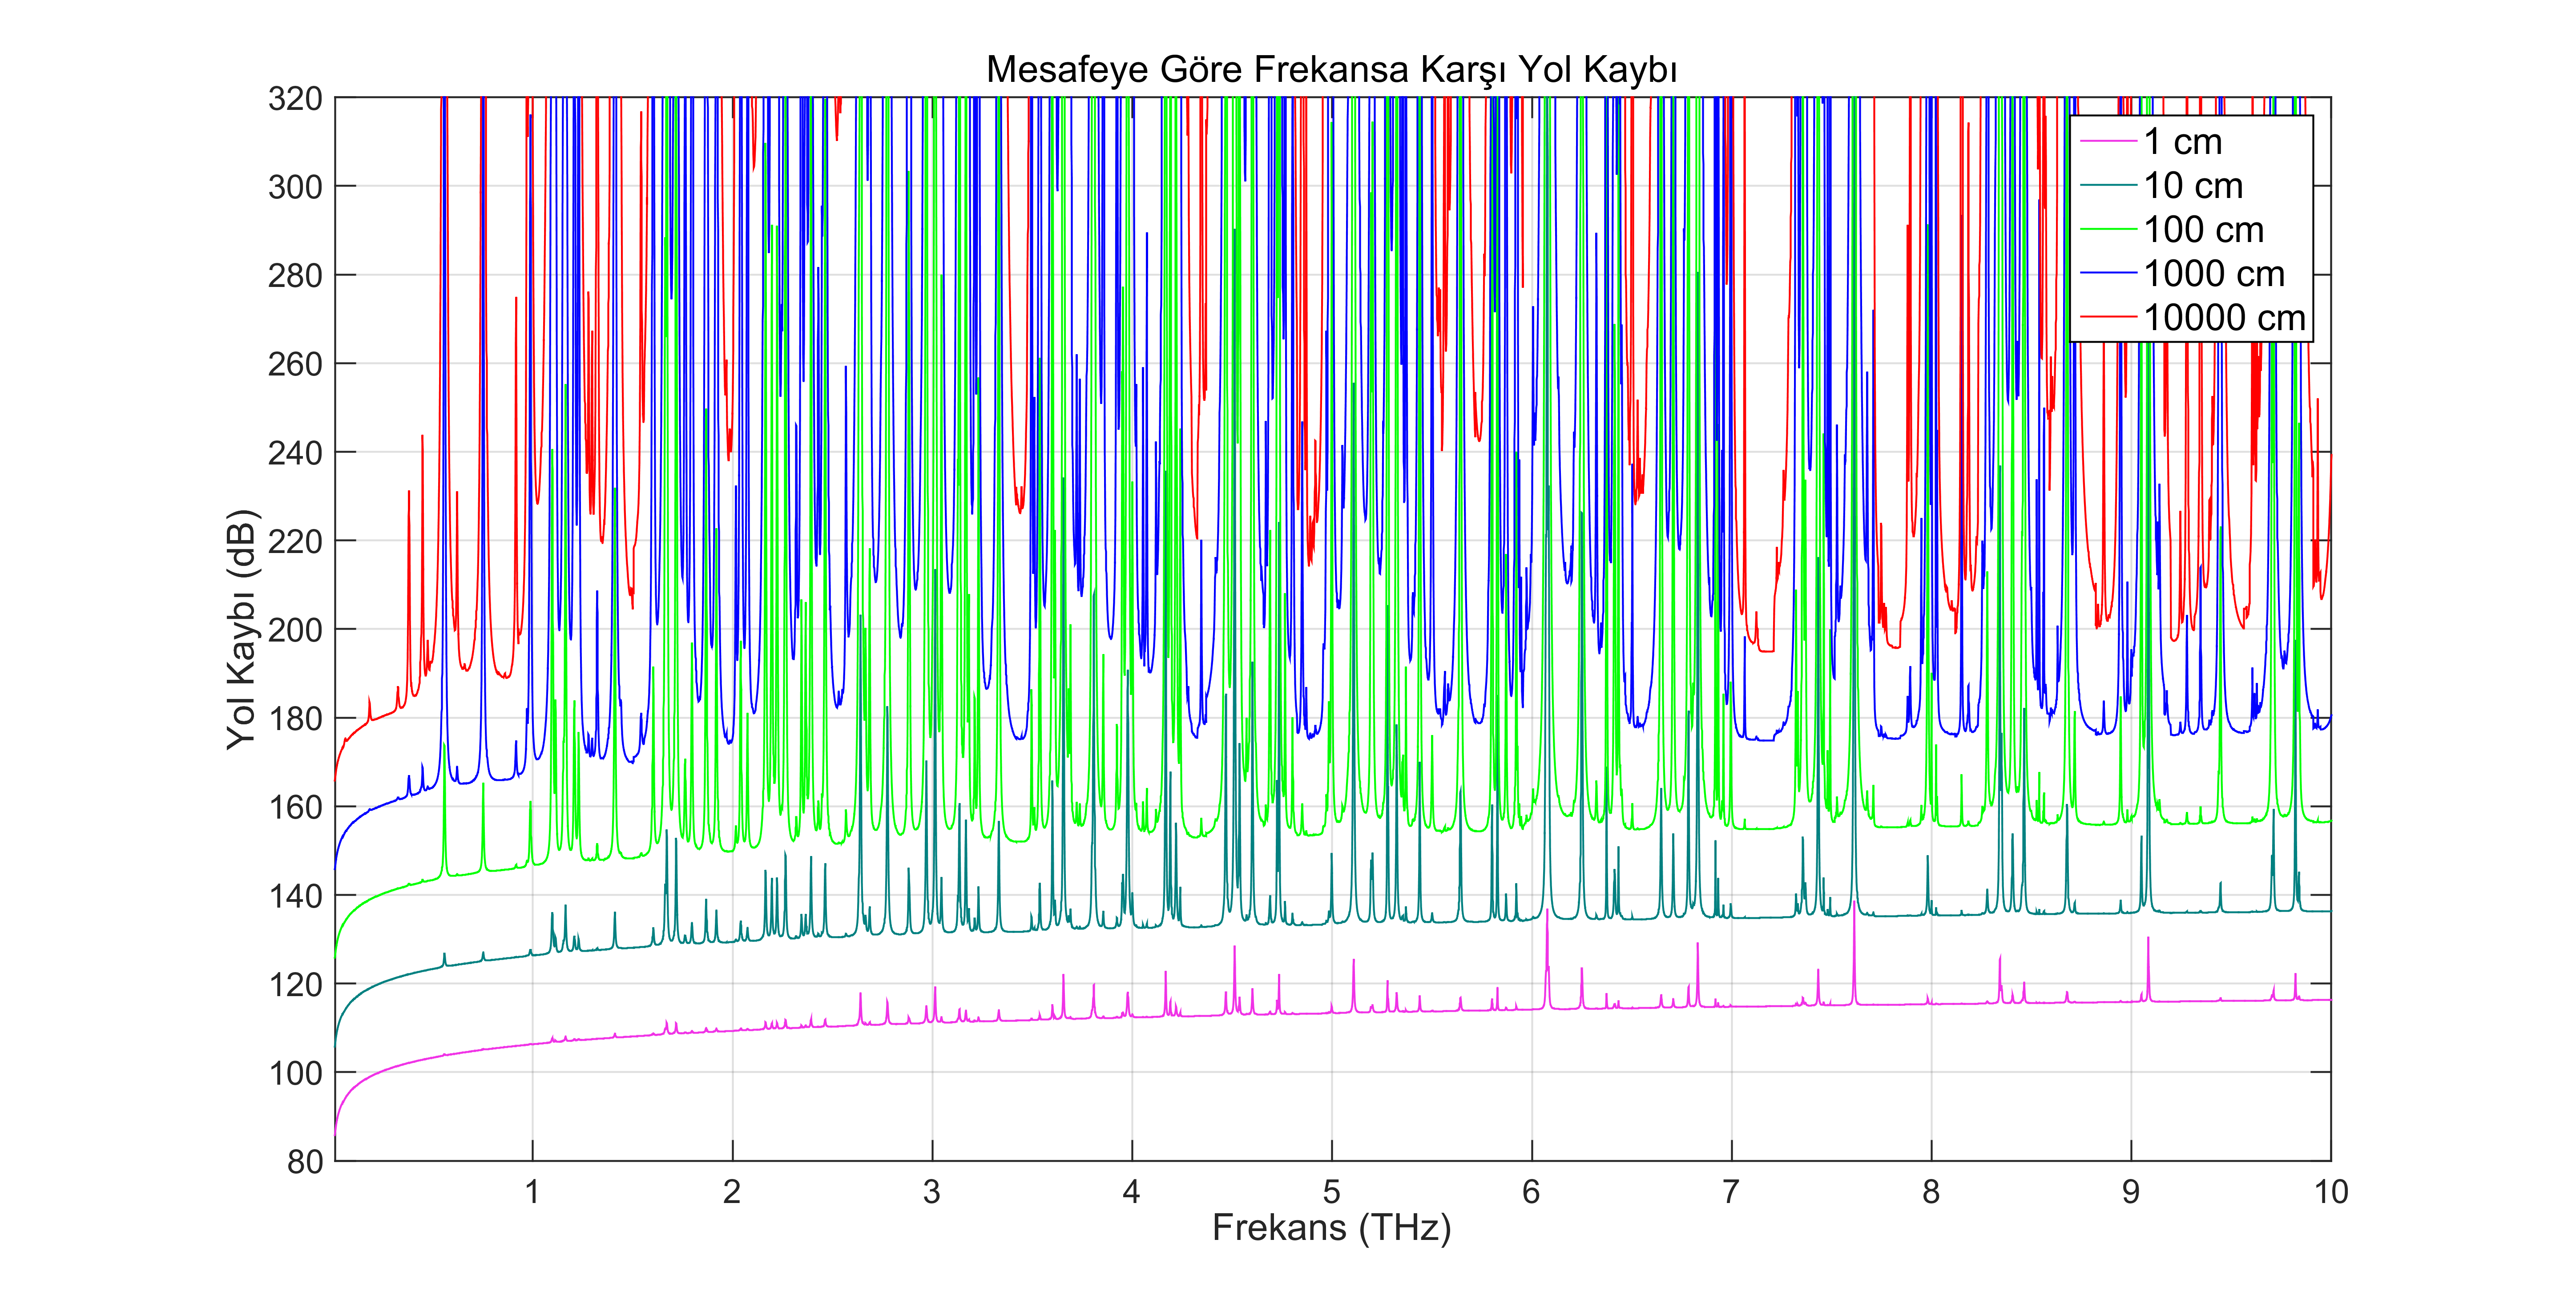 Mesafeye Göre Frekansa Karşı Yol Kaybı
320
300
280
260
240
220
200
180
160
140
120
100
80
Yol Kaybı (dB)
1 cm
10 cm
100 cm
1000 cm
10000 cm
1 2 3 4 5 6 7 8 9 10
Frekans (THz)